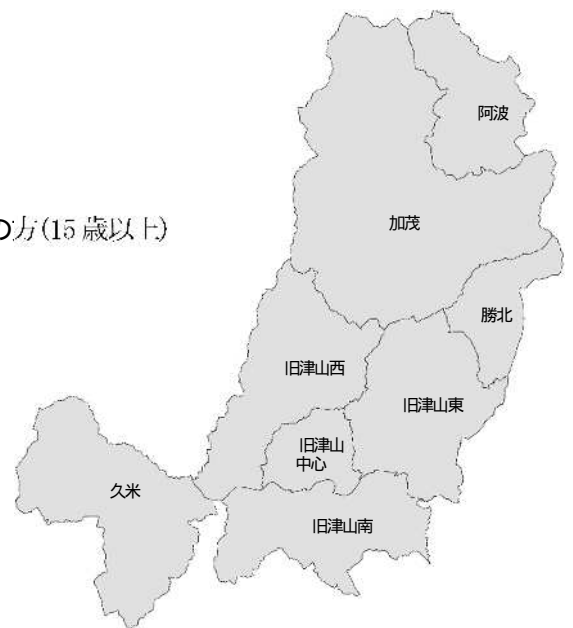 阿波
加茂
の方(15歳以上)
勝北
旧津山西
旧津山東
旧津山
中心
久米
旧津山南